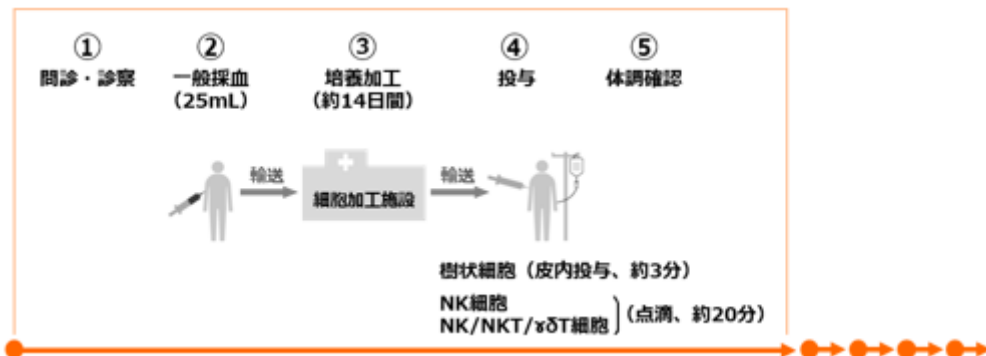 ① ② ③ ④ ⑤
問診・診察 一般採血 培養加工 投与 体調確認
（25mL） （約14日間）
輸送 輸送
細胞加工施設
樹状細胞（皮内投与、約3分）
NK細胞
NK/NKT/γδT細胞 （点滴、約20分）